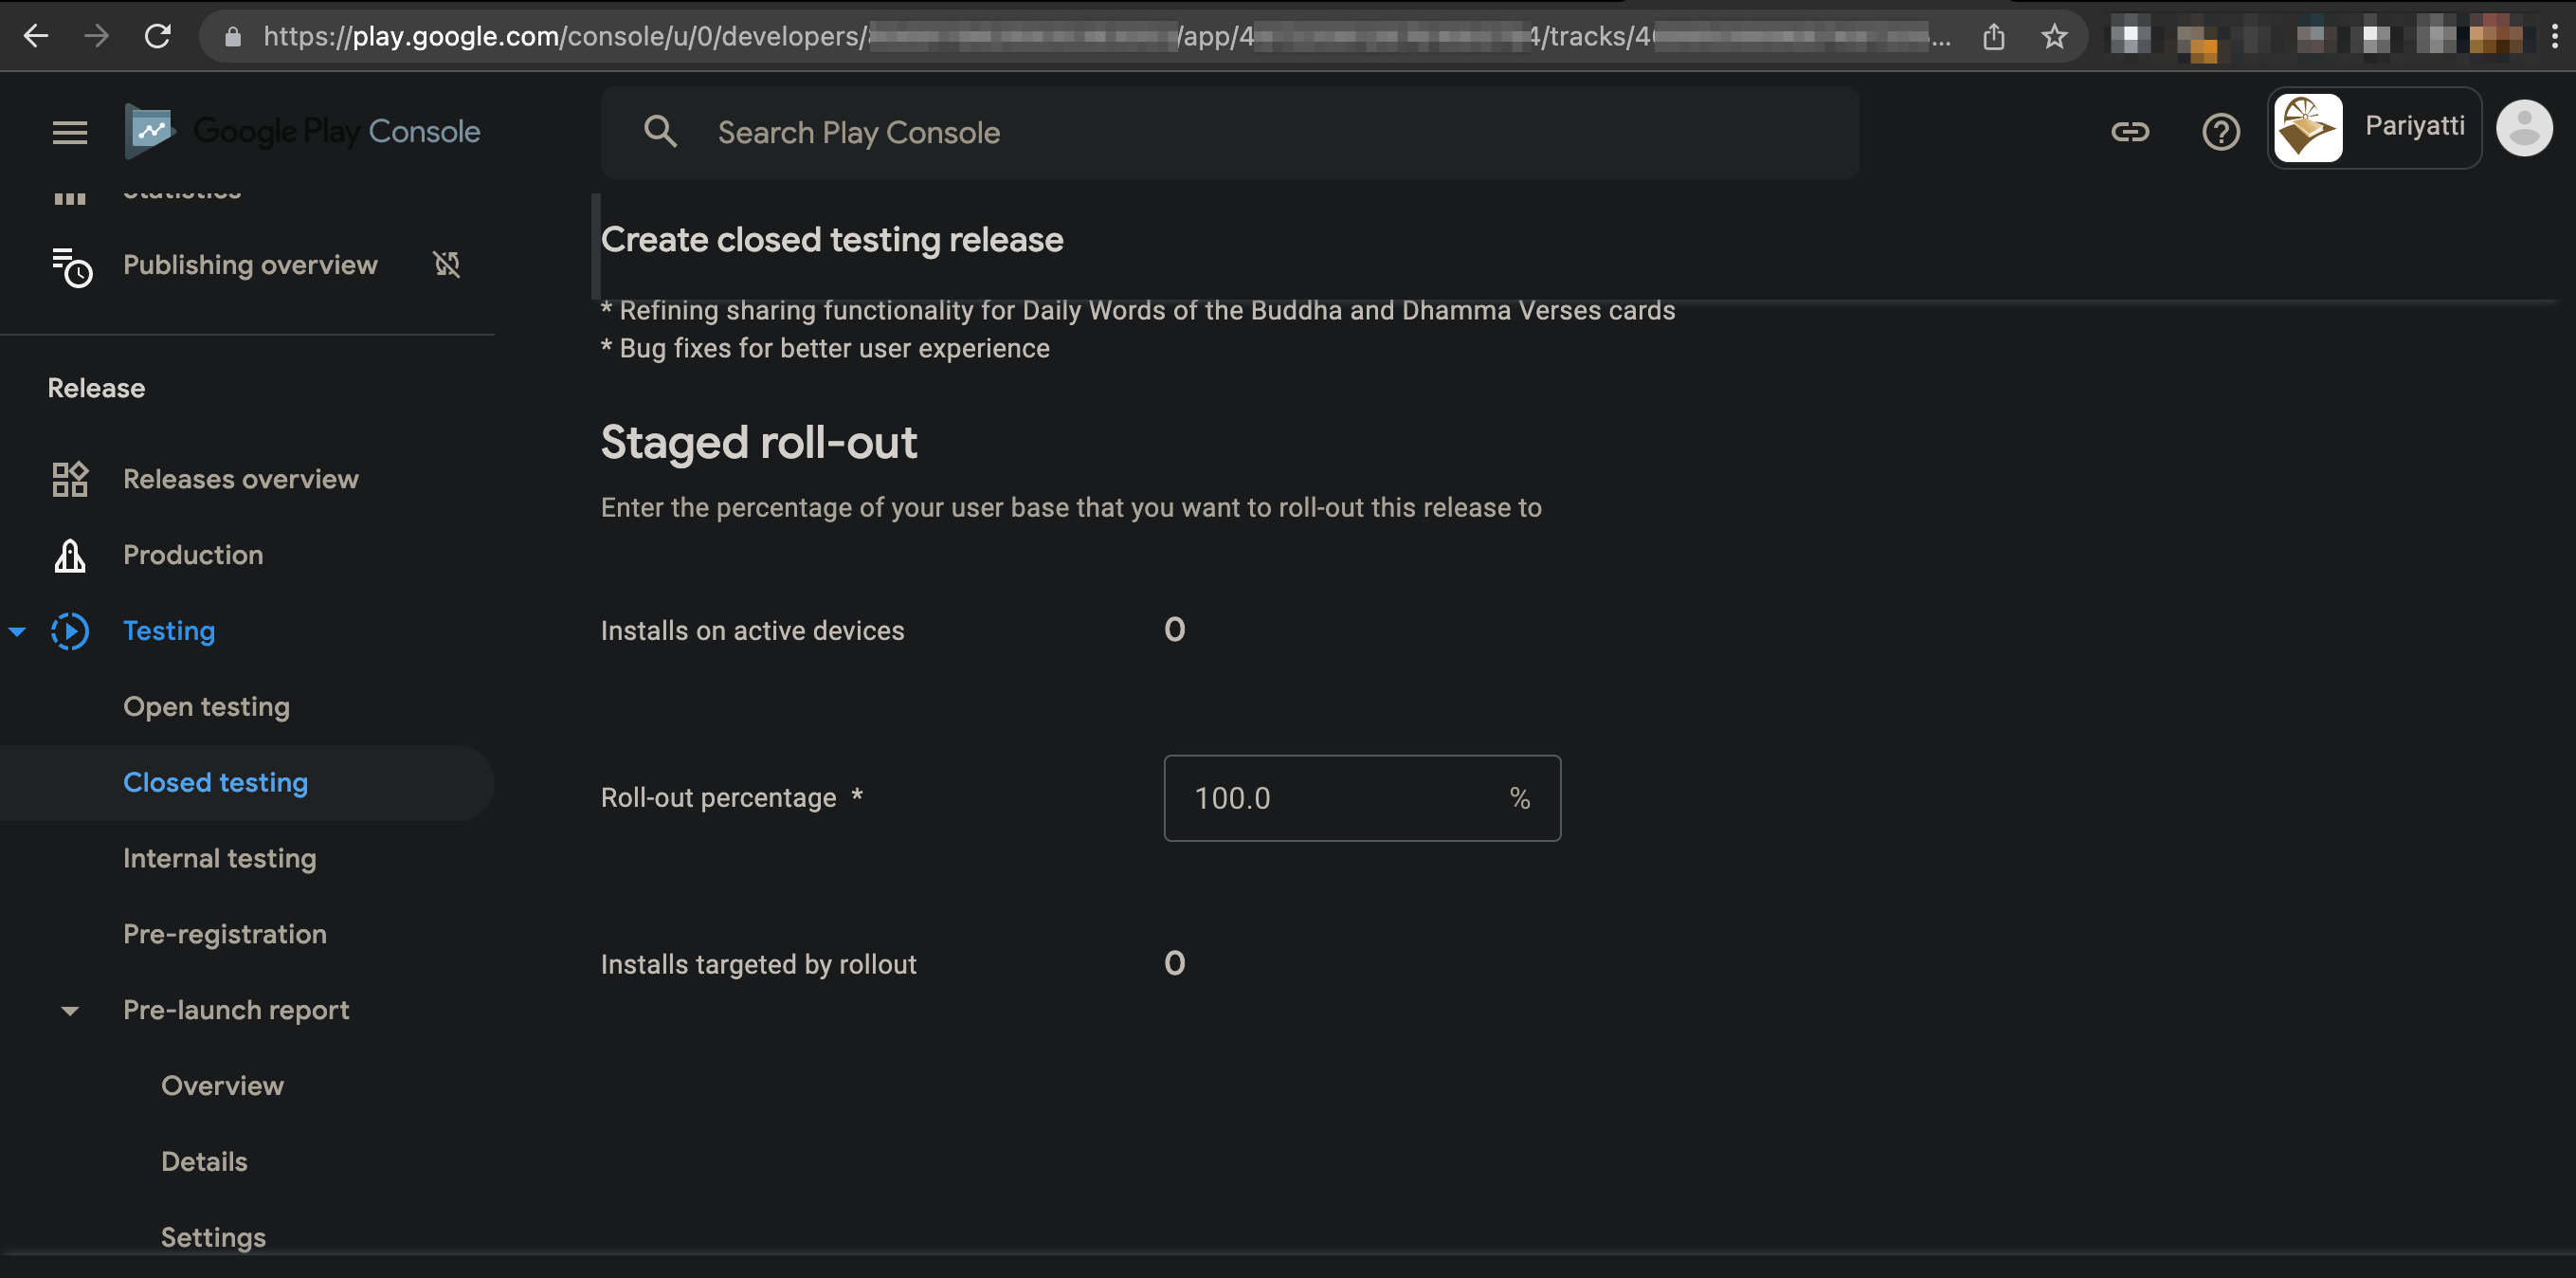 https://play.google.com/console/u/0/developers/ /app/4 4/tracks/4 ...
Google Play Console
Search Play Console
Pariyatti
Statistics
Publishing overview
Release
Releases overview
Production
Testing
Open testing
Closed testing
Internal testing
Pre-registration
Pre-launch report
Overview
Details
Settings
Create closed testing release
* Refining sharing functionality for Daily Words of the Buddha and Dhamma Verses cards
* Bug fixes for better user experience
Staged roll-out
Enter the percentage of your user base that you want to roll-out this release to
Installs on active devices 0
Roll-out percentage * 100.0 %
Installs targeted by rollout 0